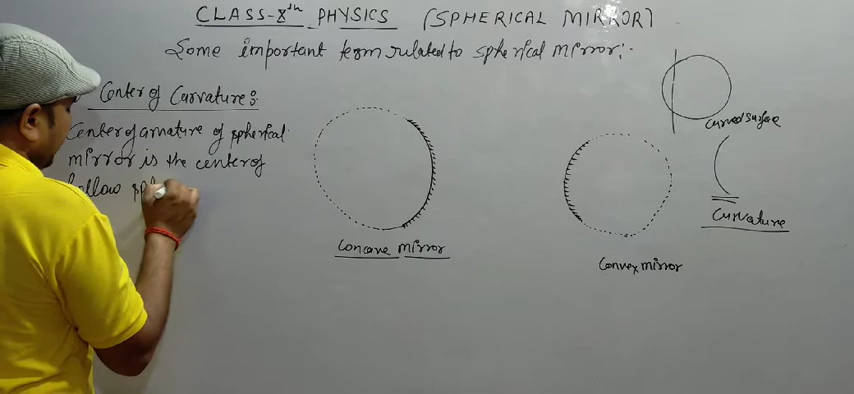 CLASS-8th PHYSICS (SPHERICAL MIRROR)
Some important term related to spherical mirror:-
Center of Curvature:
Center of curvature of spherical
mirror is the center of
hollow sph
Concave mirror
Convex mirror
Curved surface
Curvature